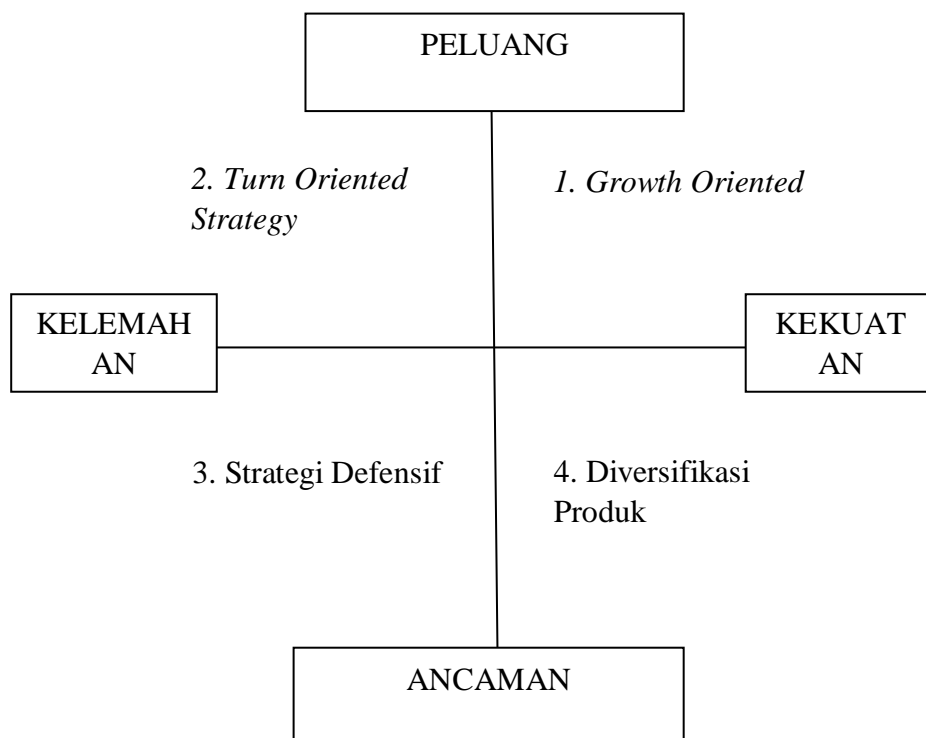 PELUANG
2. Turn Oriented
Strategy
1. Growth Oriented
KELEMAH
AN
KEKUAT
AN
3. Strategi Defensif
4. Diversifikasi
Produk
ANCAMAN